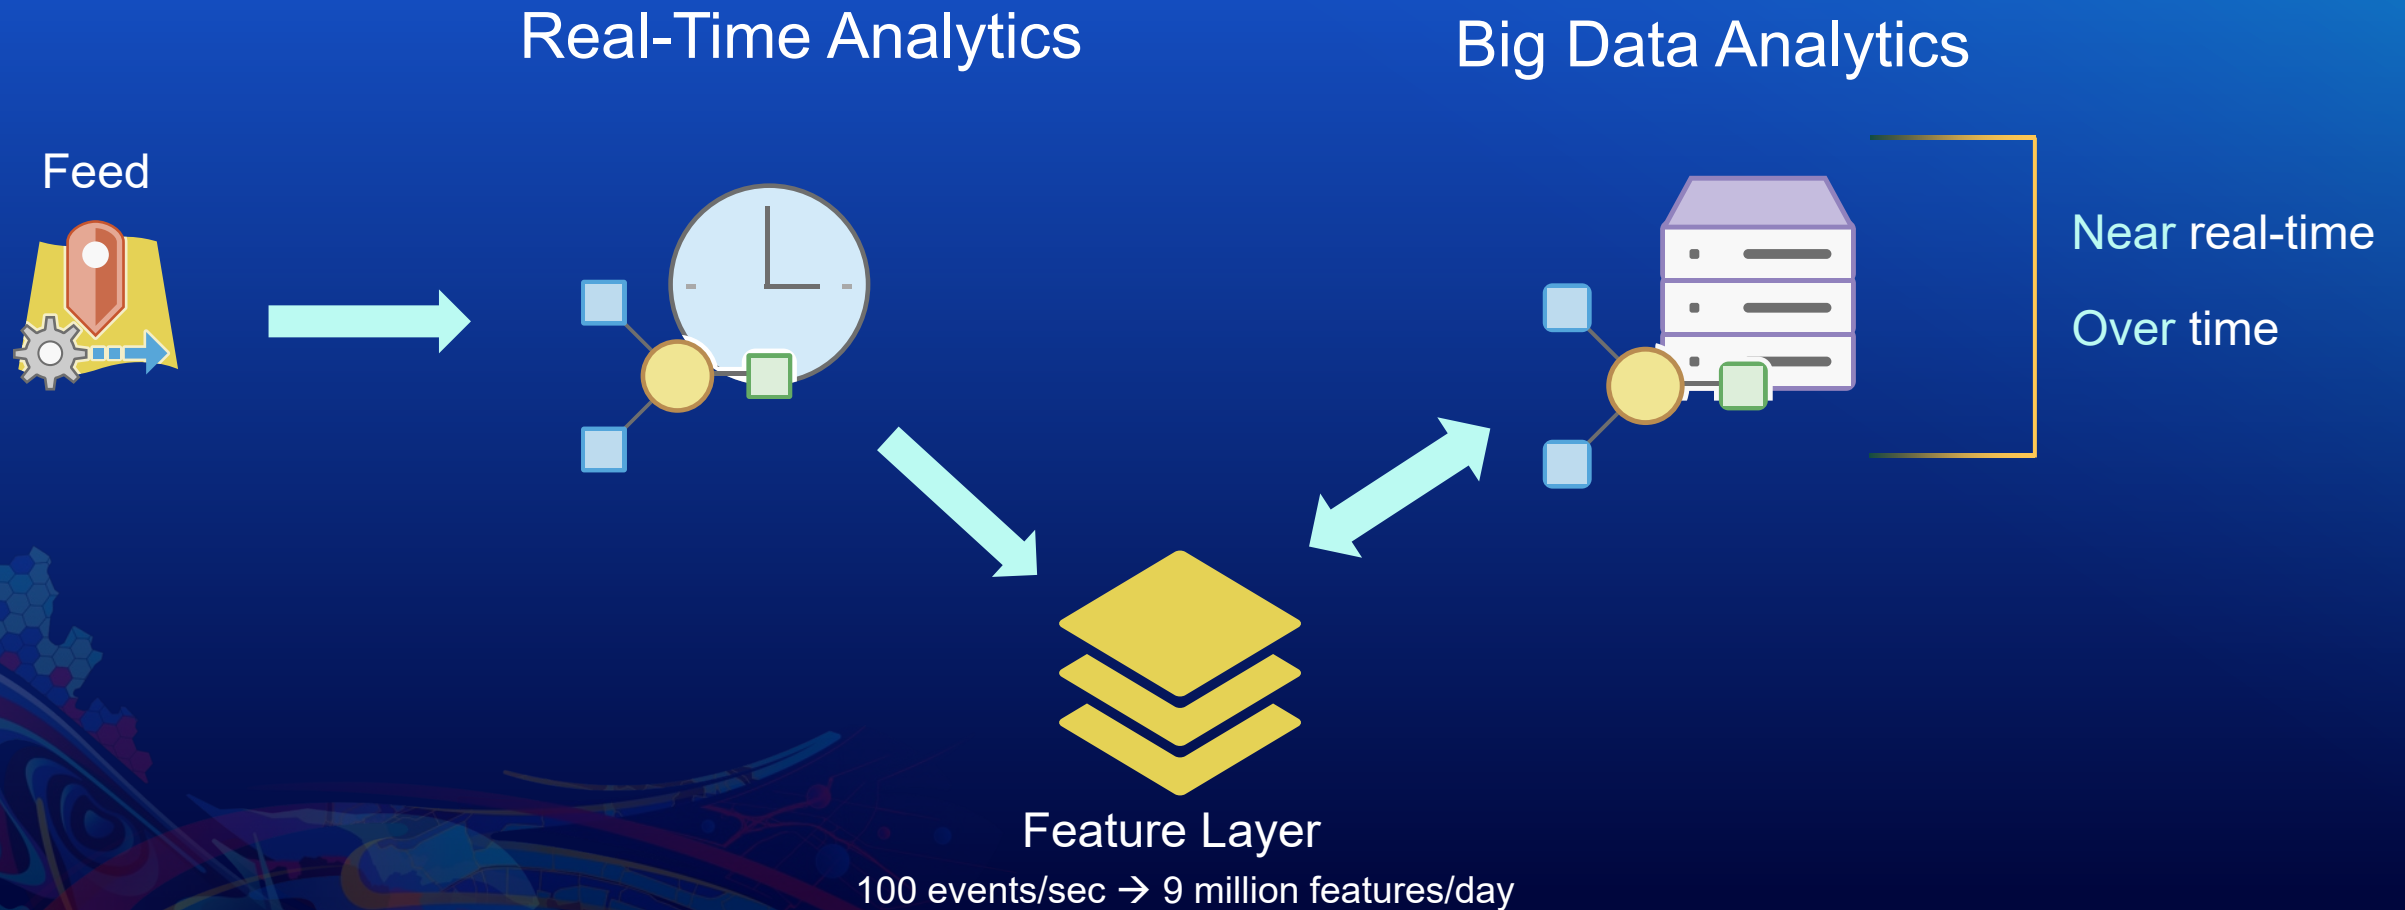 Real-Time Analytics
Big Data Analytics
Feed
Near real-time
Over time
Feature Layer
100 events/sec → 9 million features/day